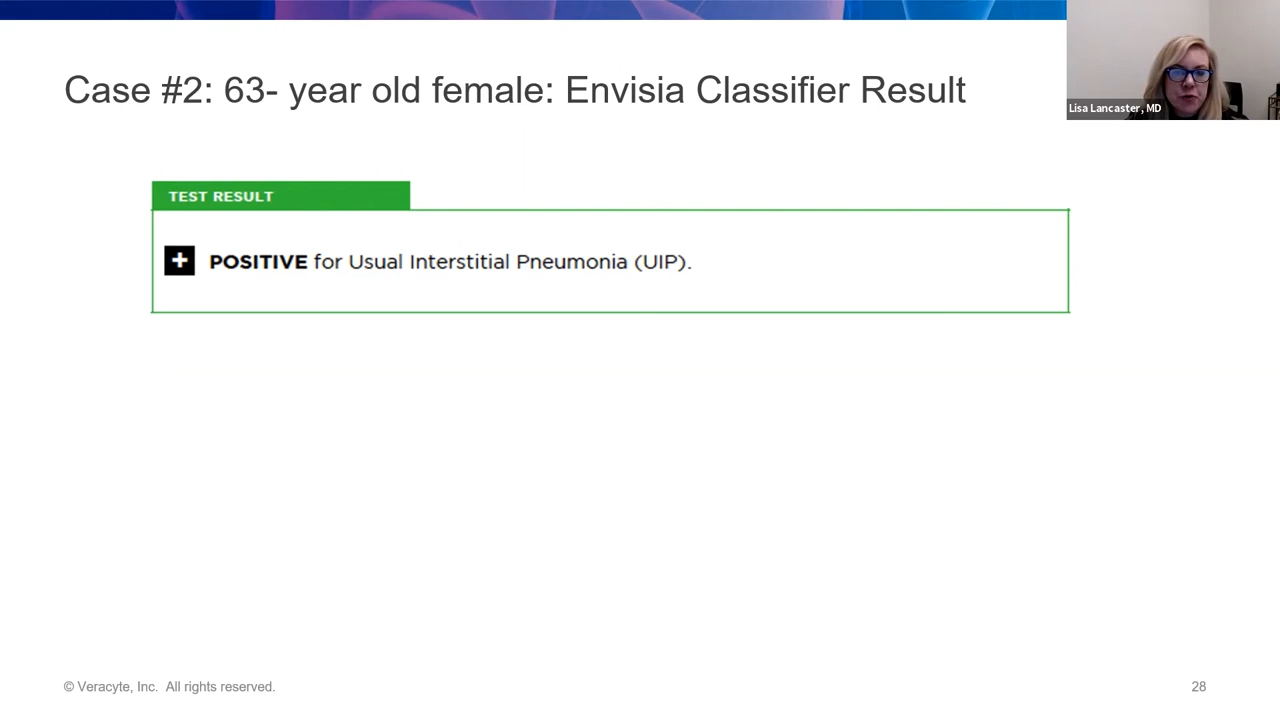 Case #2: 63- year old female: Envisia Classifier Result
Lisa Lancaster, MD
TEST RESULT
+ POSITIVE for Usual Interstitial Pneumonia (UIP).
© Veracyte, Inc. All rights reserved.
28